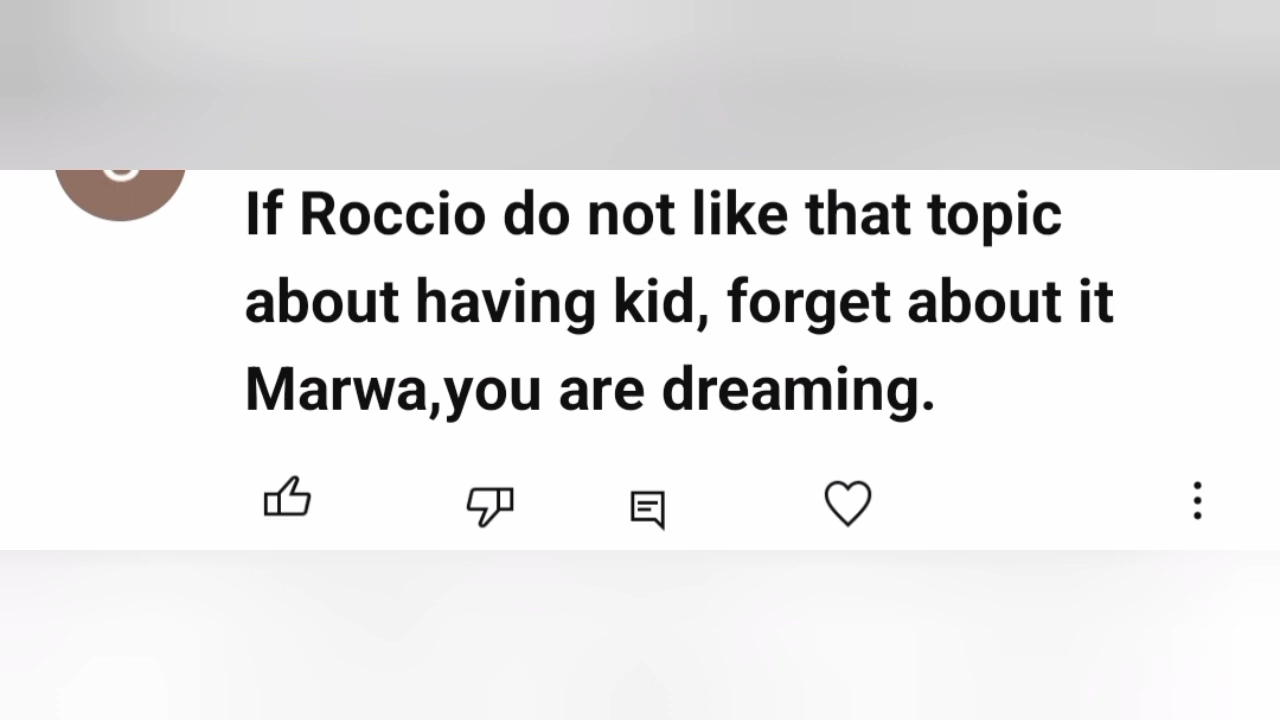 If Roccio do not like that topic
about having kid, forget about it
Marwa,you are dreaming.